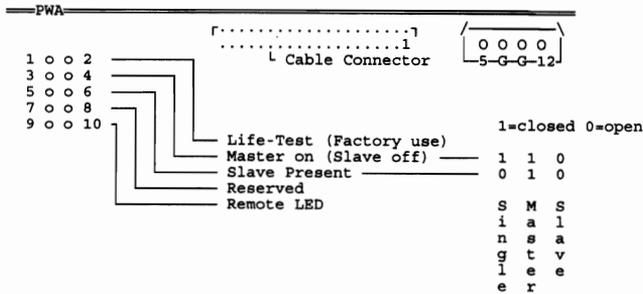 PWA
1
O O O O
5-G-G-12
Cable Connector
1 o o 2
3 o o 4
5 o o 6
7 o o 8
9 o o 10
1=closed 0=open
Life-Test (Factory use)
Master on (Slave off) 1 1 0
Slave Present 0 1 0
Reserved
Remote LED
S M S
i a l
n s a
g t v
l e e
e r